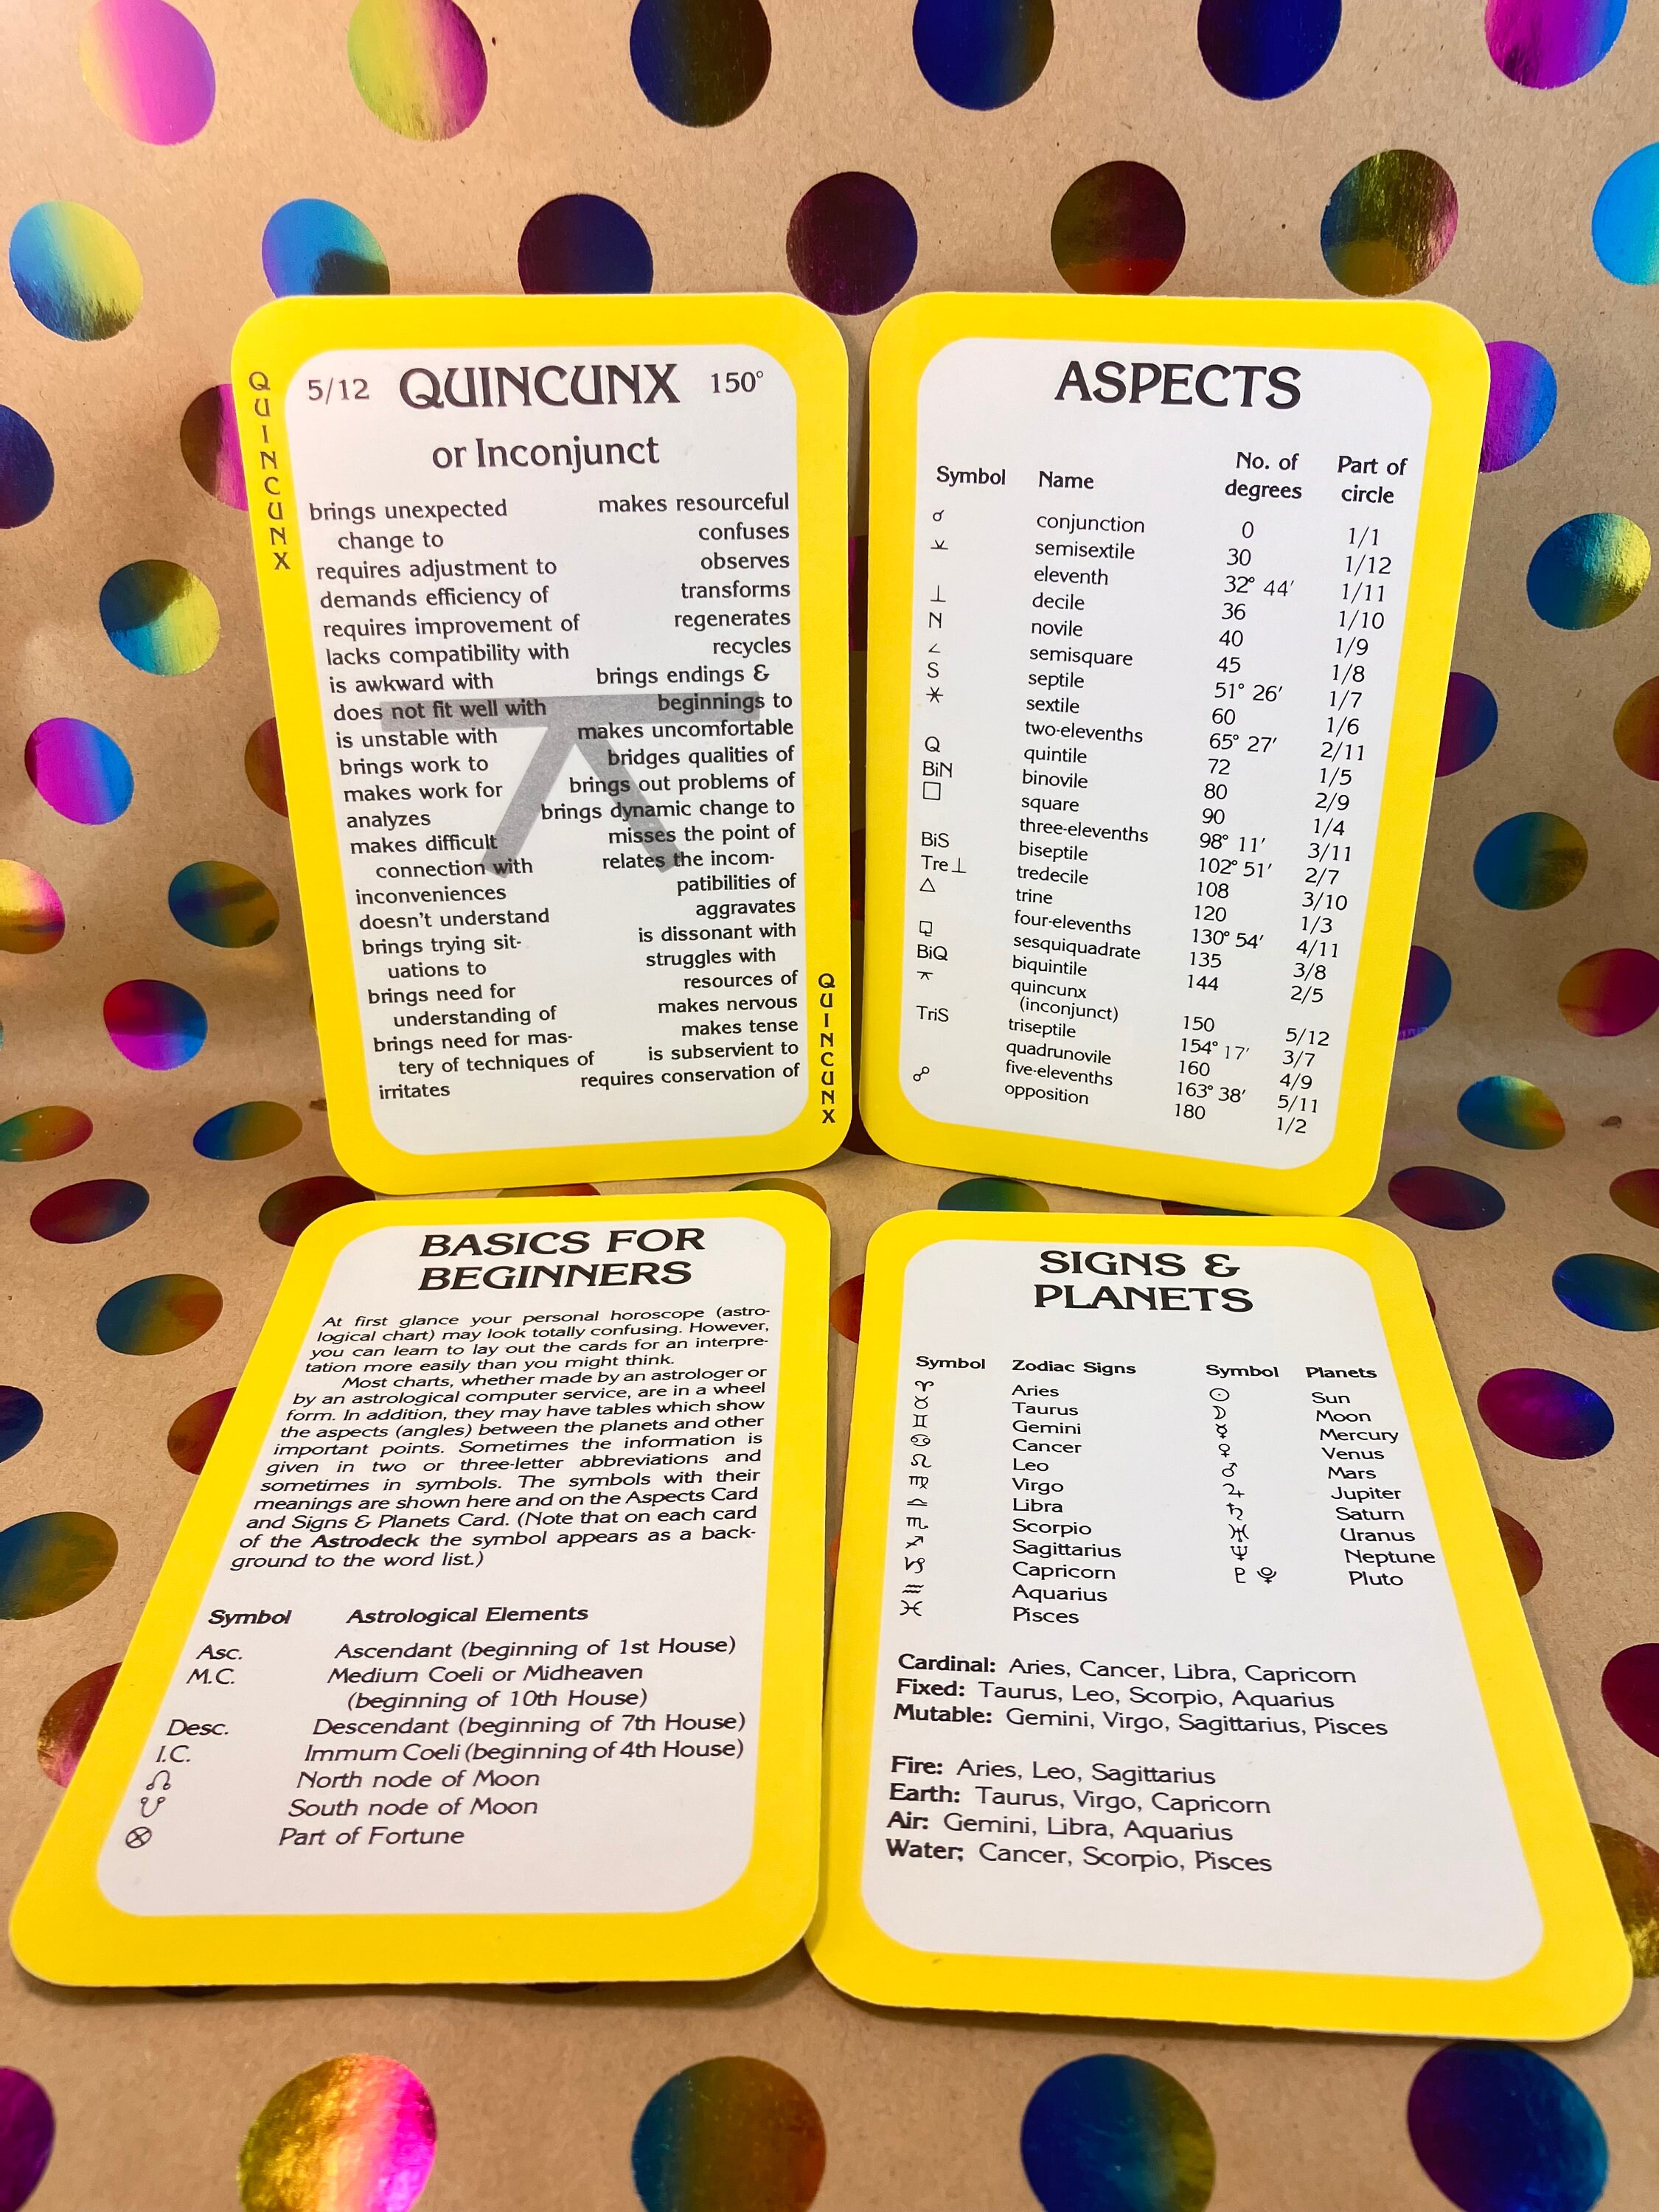 QUINCUNX
5/12 QUINCUNX 150°
or Inconjunct
brings unexpected
change to
requires adjustment to
demands efficiency of
requires improvement of
lacks compatibility with
is awkward with
does not fit well with
is unstable with
brings work to
makes work for
analyzes
makes difficult
connection with
inconveniences
doesn't understand
brings trying sit-
uations to
brings need for
understanding of
brings need for mas-
tery of techniques of
irritates
makes resourceful
confuses
observes
transforms
regenerates
recycles
brings endings &
beginnings to
makes uncomfortable
bridges qualities of
brings out problems of
brings dynamic change to
misses the point of
relates the incom-
patibilities of
aggravates
is dissonant with
struggles with
resources of
makes nervous
makes tense
is subservient to
requires conservation of
QUINCUNX
ASPECTS
Symbol Name No. of degrees Part of circle
☌ conjunction 0 1/1
⚺ semisextile 30 1/12
eleventh 32° 44′ 1/11
⊥ decile 36 1/10
N novile 40 1/9
∠ semisquare 45 1/8
S septile 51° 26′ 1/7
⚹ sextile 60 1/6
two-elevenths 65° 27′ 2/11
Q quintile 72 1/5
BiN binovile 80 2/9
□ square 90 1/4
three-elevenths 98° 11′ 3/11
BiS biseptile 102° 51′ 2/7
Tre⊥ tredecile 108 3/10
△ trine 120 1/3
four-elevenths 130° 54′ 4/11
⚼ sesquiquadrate 135 3/8
BiQ biquintile 144 2/5
⚻ quincunx
(inconjunct) 150 5/12
TriS triseptile 154° 17′ 3/7
quadrunovile 160 4/9
five-elevenths 163° 38′ 5/11
☍ opposition 180 1/2
BASICS FOR
BEGINNERS
At first glance your personal horoscope (astro-
logical chart) may look totally confusing. However,
you can learn to lay out the cards for an interpre-
tation more easily than you might think.
Most charts, whether made by an astrologer or
by an astrological computer service, are in a wheel
form. In addition, they may have tables which show
the aspects (angles) between the planets and other
important points. Sometimes the information is
given in two or three-letter abbreviations and
sometimes in symbols. The symbols with their
meanings are shown here and on the Aspects Card
and Signs & Planets Card. (Note that on each card
of the Astrodeck the symbol appears as a back-
ground to the word list.)
Symbol Astrological Elements
Asc. Ascendant (beginning of 1st House)
M.C. Medium Coeli or Midheaven
(beginning of 10th House)
Desc. Descendant (beginning of 7th House)
I.C. Immum Coeli (beginning of 4th House)
☊ North node of Moon
☋ South node of Moon
⊗ Part of Fortune
SIGNS &
PLANETS
Symbol Zodiac Signs Symbol Planets
♈ Aries ☉ Sun
♉ Taurus ☽ Moon
♊ Gemini ☿ Mercury
♋ Cancer ♀ Venus
♌ Leo ♂ Mars
♍ Virgo ♃ Jupiter
♎ Libra ♄ Saturn
♏ Scorpio ♅ Uranus
♐ Sagittarius ♆ Neptune
♑ Capricorn ♇ ⯓ Pluto
♒ Aquarius
♓ Pisces
Cardinal: Aries, Cancer, Libra, Capricorn
Fixed: Taurus, Leo, Scorpio, Aquarius
Mutable: Gemini, Virgo, Sagittarius, Pisces
Fire: Aries, Leo, Sagittarius
Earth: Taurus, Virgo, Capricorn
Air: Gemini, Libra, Aquarius
Water; Cancer, Scorpio, Pisces